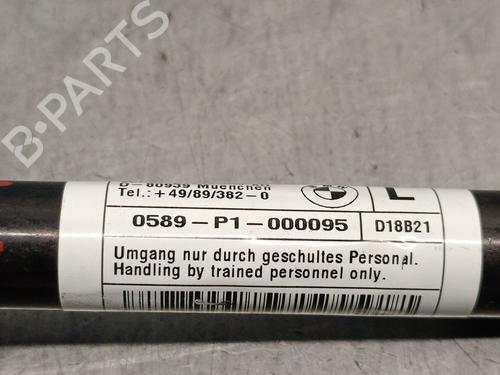 D-80939 Muenchen
Tel.: +49/89/382-0
L
0589-P1-000095
D18B21
Umgang nur durch geschultes Personal.
Handling by trained personnel only.
B-PARTS